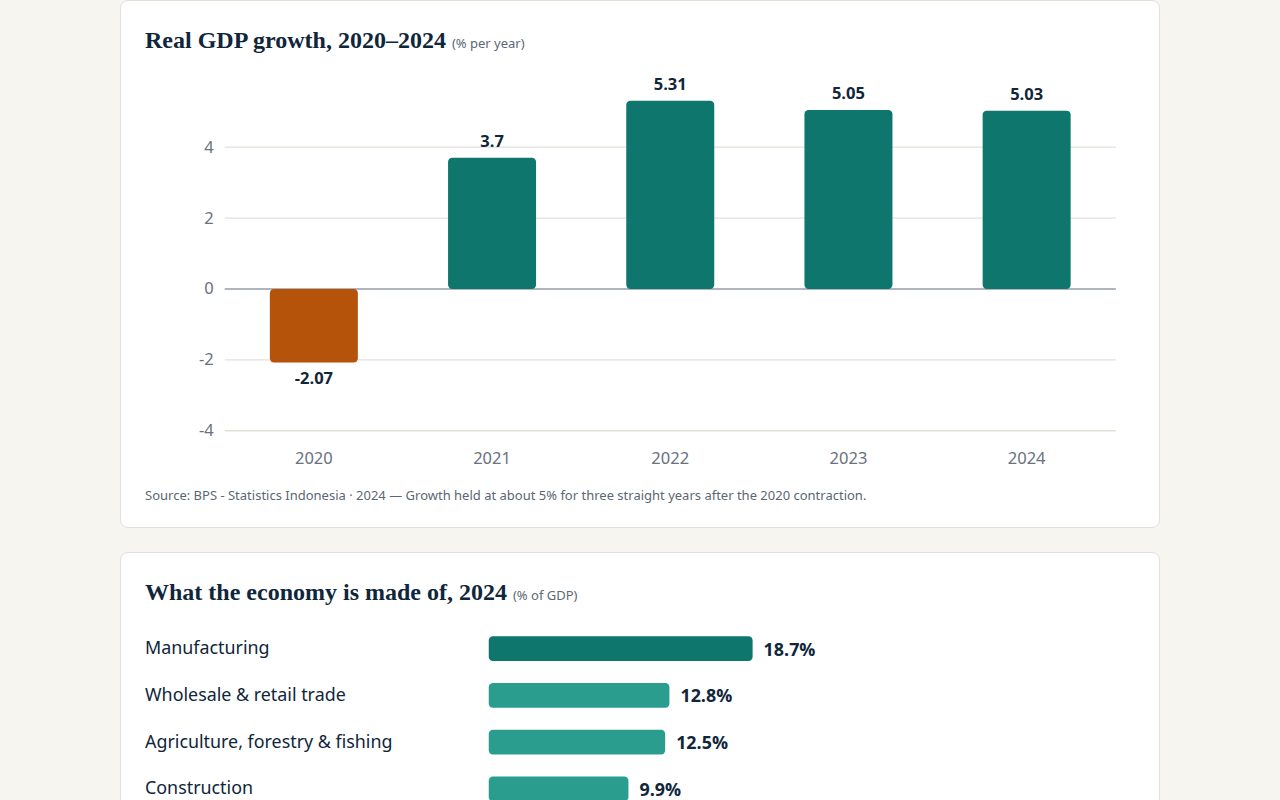 Real GDP growth, 2020–2024 (% per year)
5.31
5.05
5.03
3.7
4
2
0
-2
-2.07
-4
2020 2021 2022 2023 2024
Source: BPS - Statistics Indonesia · 2024 — Growth held at about 5% for three straight years after the 2020 contraction.
What the economy is made of, 2024 (% of GDP)
Manufacturing 18.7%
Wholesale & retail trade 12.8%
Agriculture, forestry & fishing 12.5%
Construction 9.9%